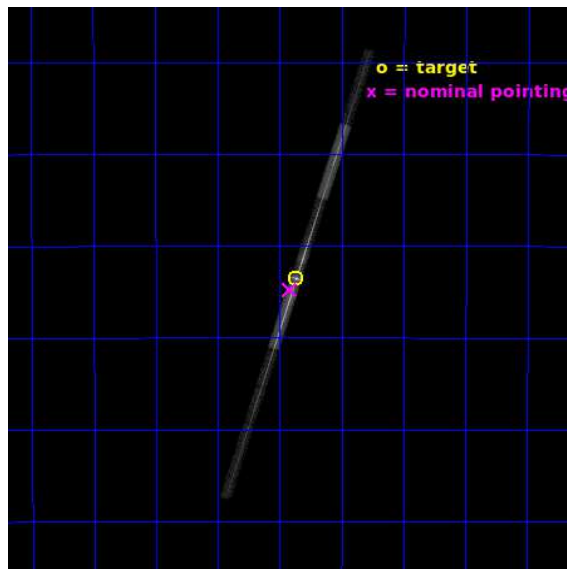 o = target
x = nominal pointing